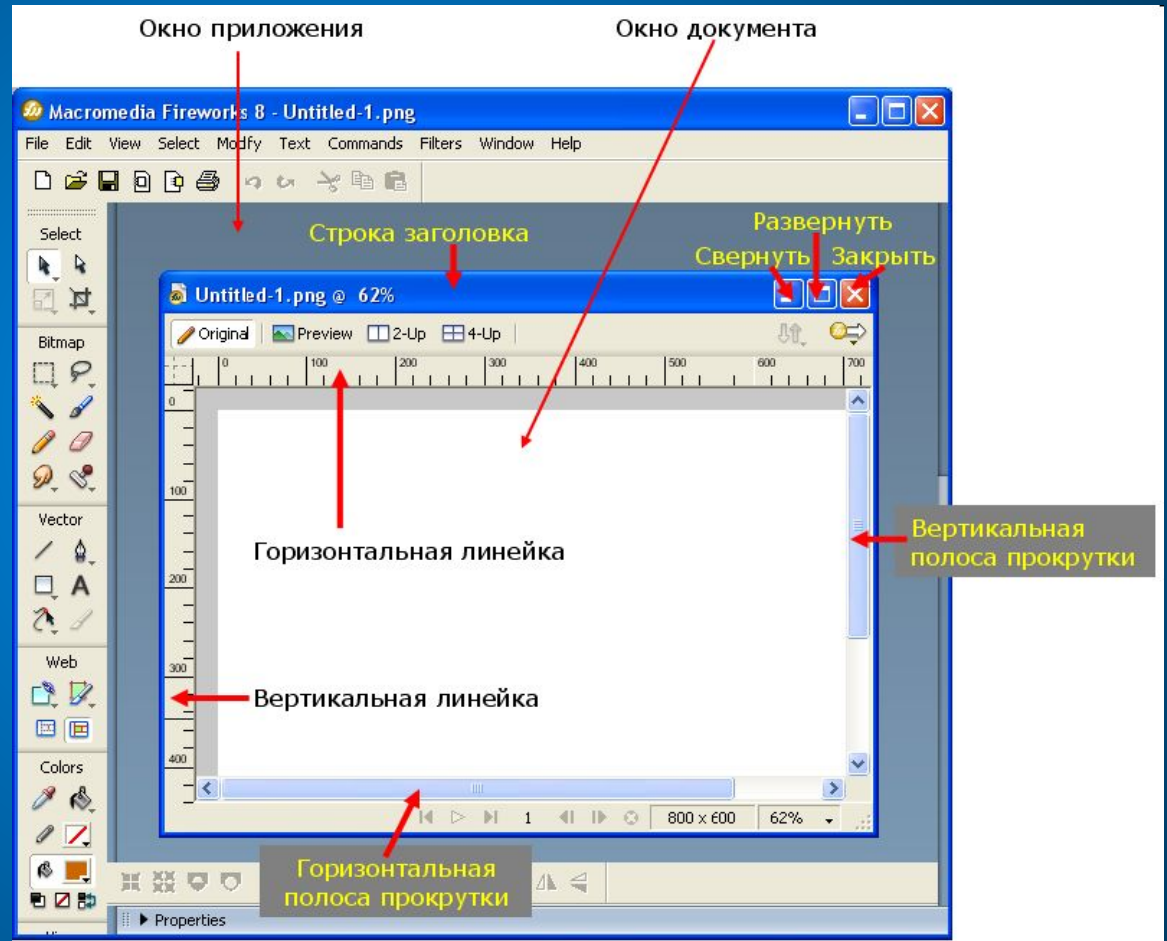 Окно приложения
Окно документа
Macromedia Fireworks 8 - Untitled-1.png
File Edit View Select Modify Text Commands Filters Window Help
Select
Строка заголовка
Развернуть
Свернуть
Закрыть
Untitled-1.png @ 62%
Original Preview 2-Up 4-Up
0 100 200 300 400 500 600 700
Bitmap
0
100
Vector
Горизонтальная линейка
Вертикальная
полоса прокрутки
200
Web
300
Вертикальная линейка
Colors
400
1 800 x 600 62%
Горизонтальная
полоса прокрутки
Properties